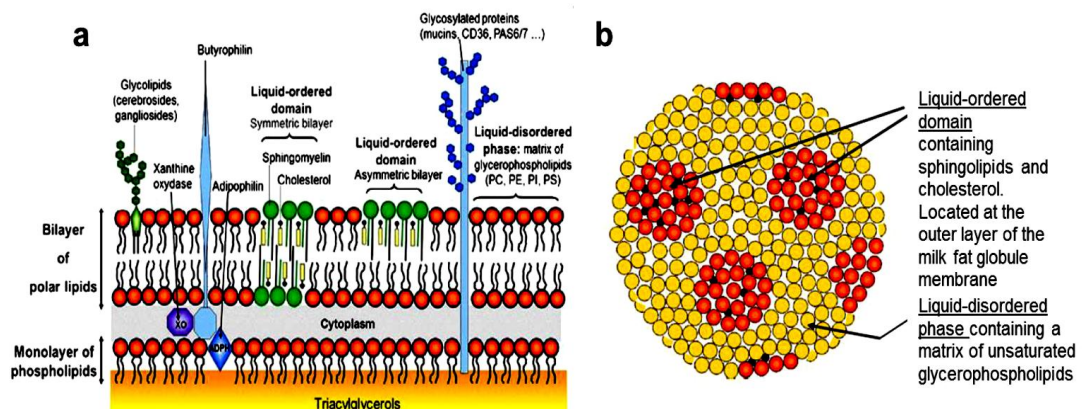 a
Glycosylated proteins
(mucins, CD36, PAS6/7 ...)
Butyrophilin
Glycolipids
(cerebrosides,
gangliosides)
Liquid-ordered
domain
Symmetric bilayer
Sphingomyelin
Cholesterol
Xanthine
oxydase
Adipophilin
Liquid-ordered
domain
Asymmetric bilayer
Liquid-disordered
phase: matrix of
glycerophospholipids
(PC, PE, PI, PS)
Bilayer
of
polar lipids
XO
ADPH
Cytoplasm
Monolayer of
phospholipids
Triacylglycerols
b
Liquid-ordered
domain
containing
sphingolipids and
cholesterol.
Located at the
outer layer of the
milk fat globule
membrane
Liquid-disordered
phase containing a
matrix of unsaturated
glycerophospholipids